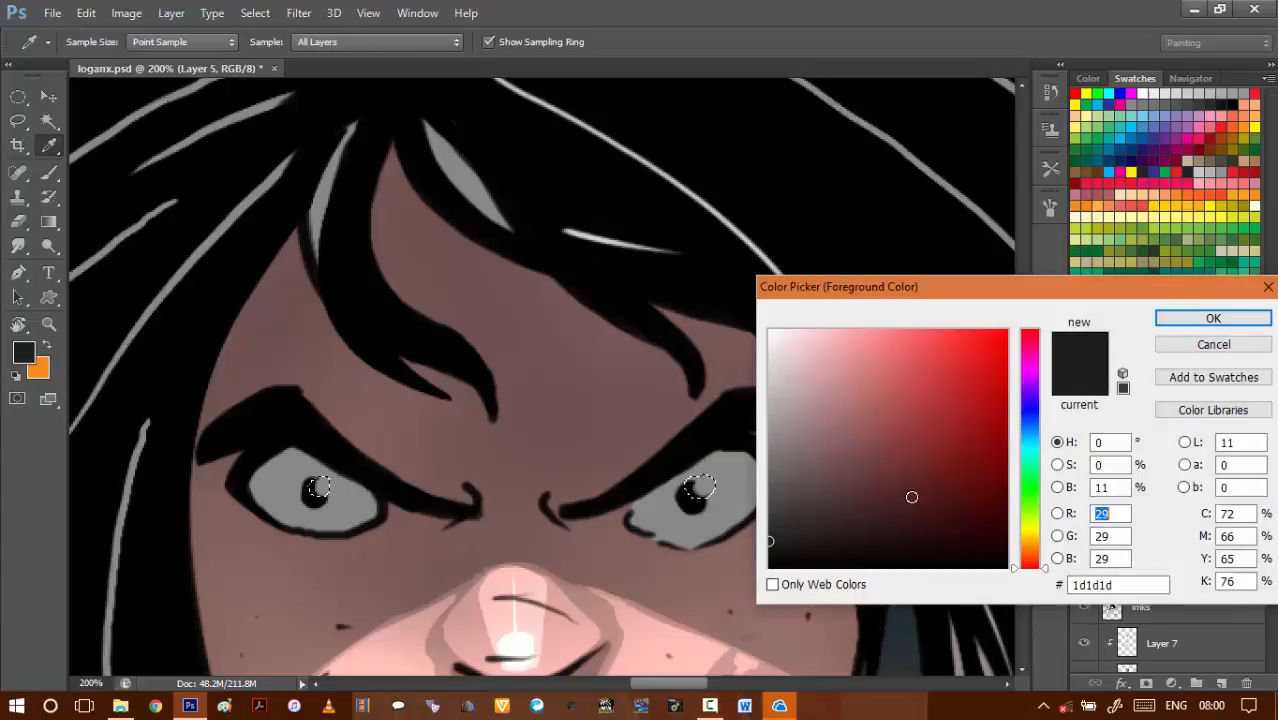 Ps File Edit Image Layer Type Select Filter 3D View Window Help
Sample Size: Point Sample Sample: All Layers Show Sampling Ring Painting
loganx.psd @ 200% (Layer 5, RGB/8) * ×
Color Swatches Navigator
Color Picker (Foreground Color)
new
current
OK
Cancel
Add to Swatches
Color Libraries
H: 0 ° L: 11
S: 0 % a: 0
B: 11 % b: 0
R: 29 C: 72 %
G: 29 M: 66 %
B: 29 Y: 65 %
# 1d1d1d K: 76 %
Only Web Colors
Layer 7
200% Doc: 48.2M/211.8M
ENG 08:00